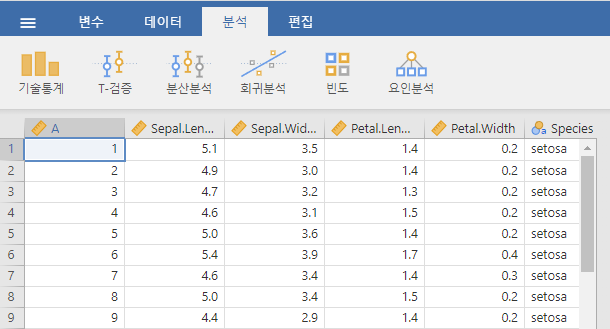 변수 데이터 분석 편집
기술통계 T-검증 분산분석 회귀분석 빈도 요인분석
A Sepal.Len... Sepal.Wid... Petal.Len... Petal.Width Species
1 1 5.1 3.5 1.4 0.2 setosa
2 2 4.9 3.0 1.4 0.2 setosa
3 3 4.7 3.2 1.3 0.2 setosa
4 4 4.6 3.1 1.5 0.2 setosa
5 5 5.0 3.6 1.4 0.2 setosa
6 6 5.4 3.9 1.7 0.4 setosa
7 7 4.6 3.4 1.4 0.3 setosa
8 8 5.0 3.4 1.5 0.2 setosa
9 9 4.4 2.9 1.4 0.2 setosa